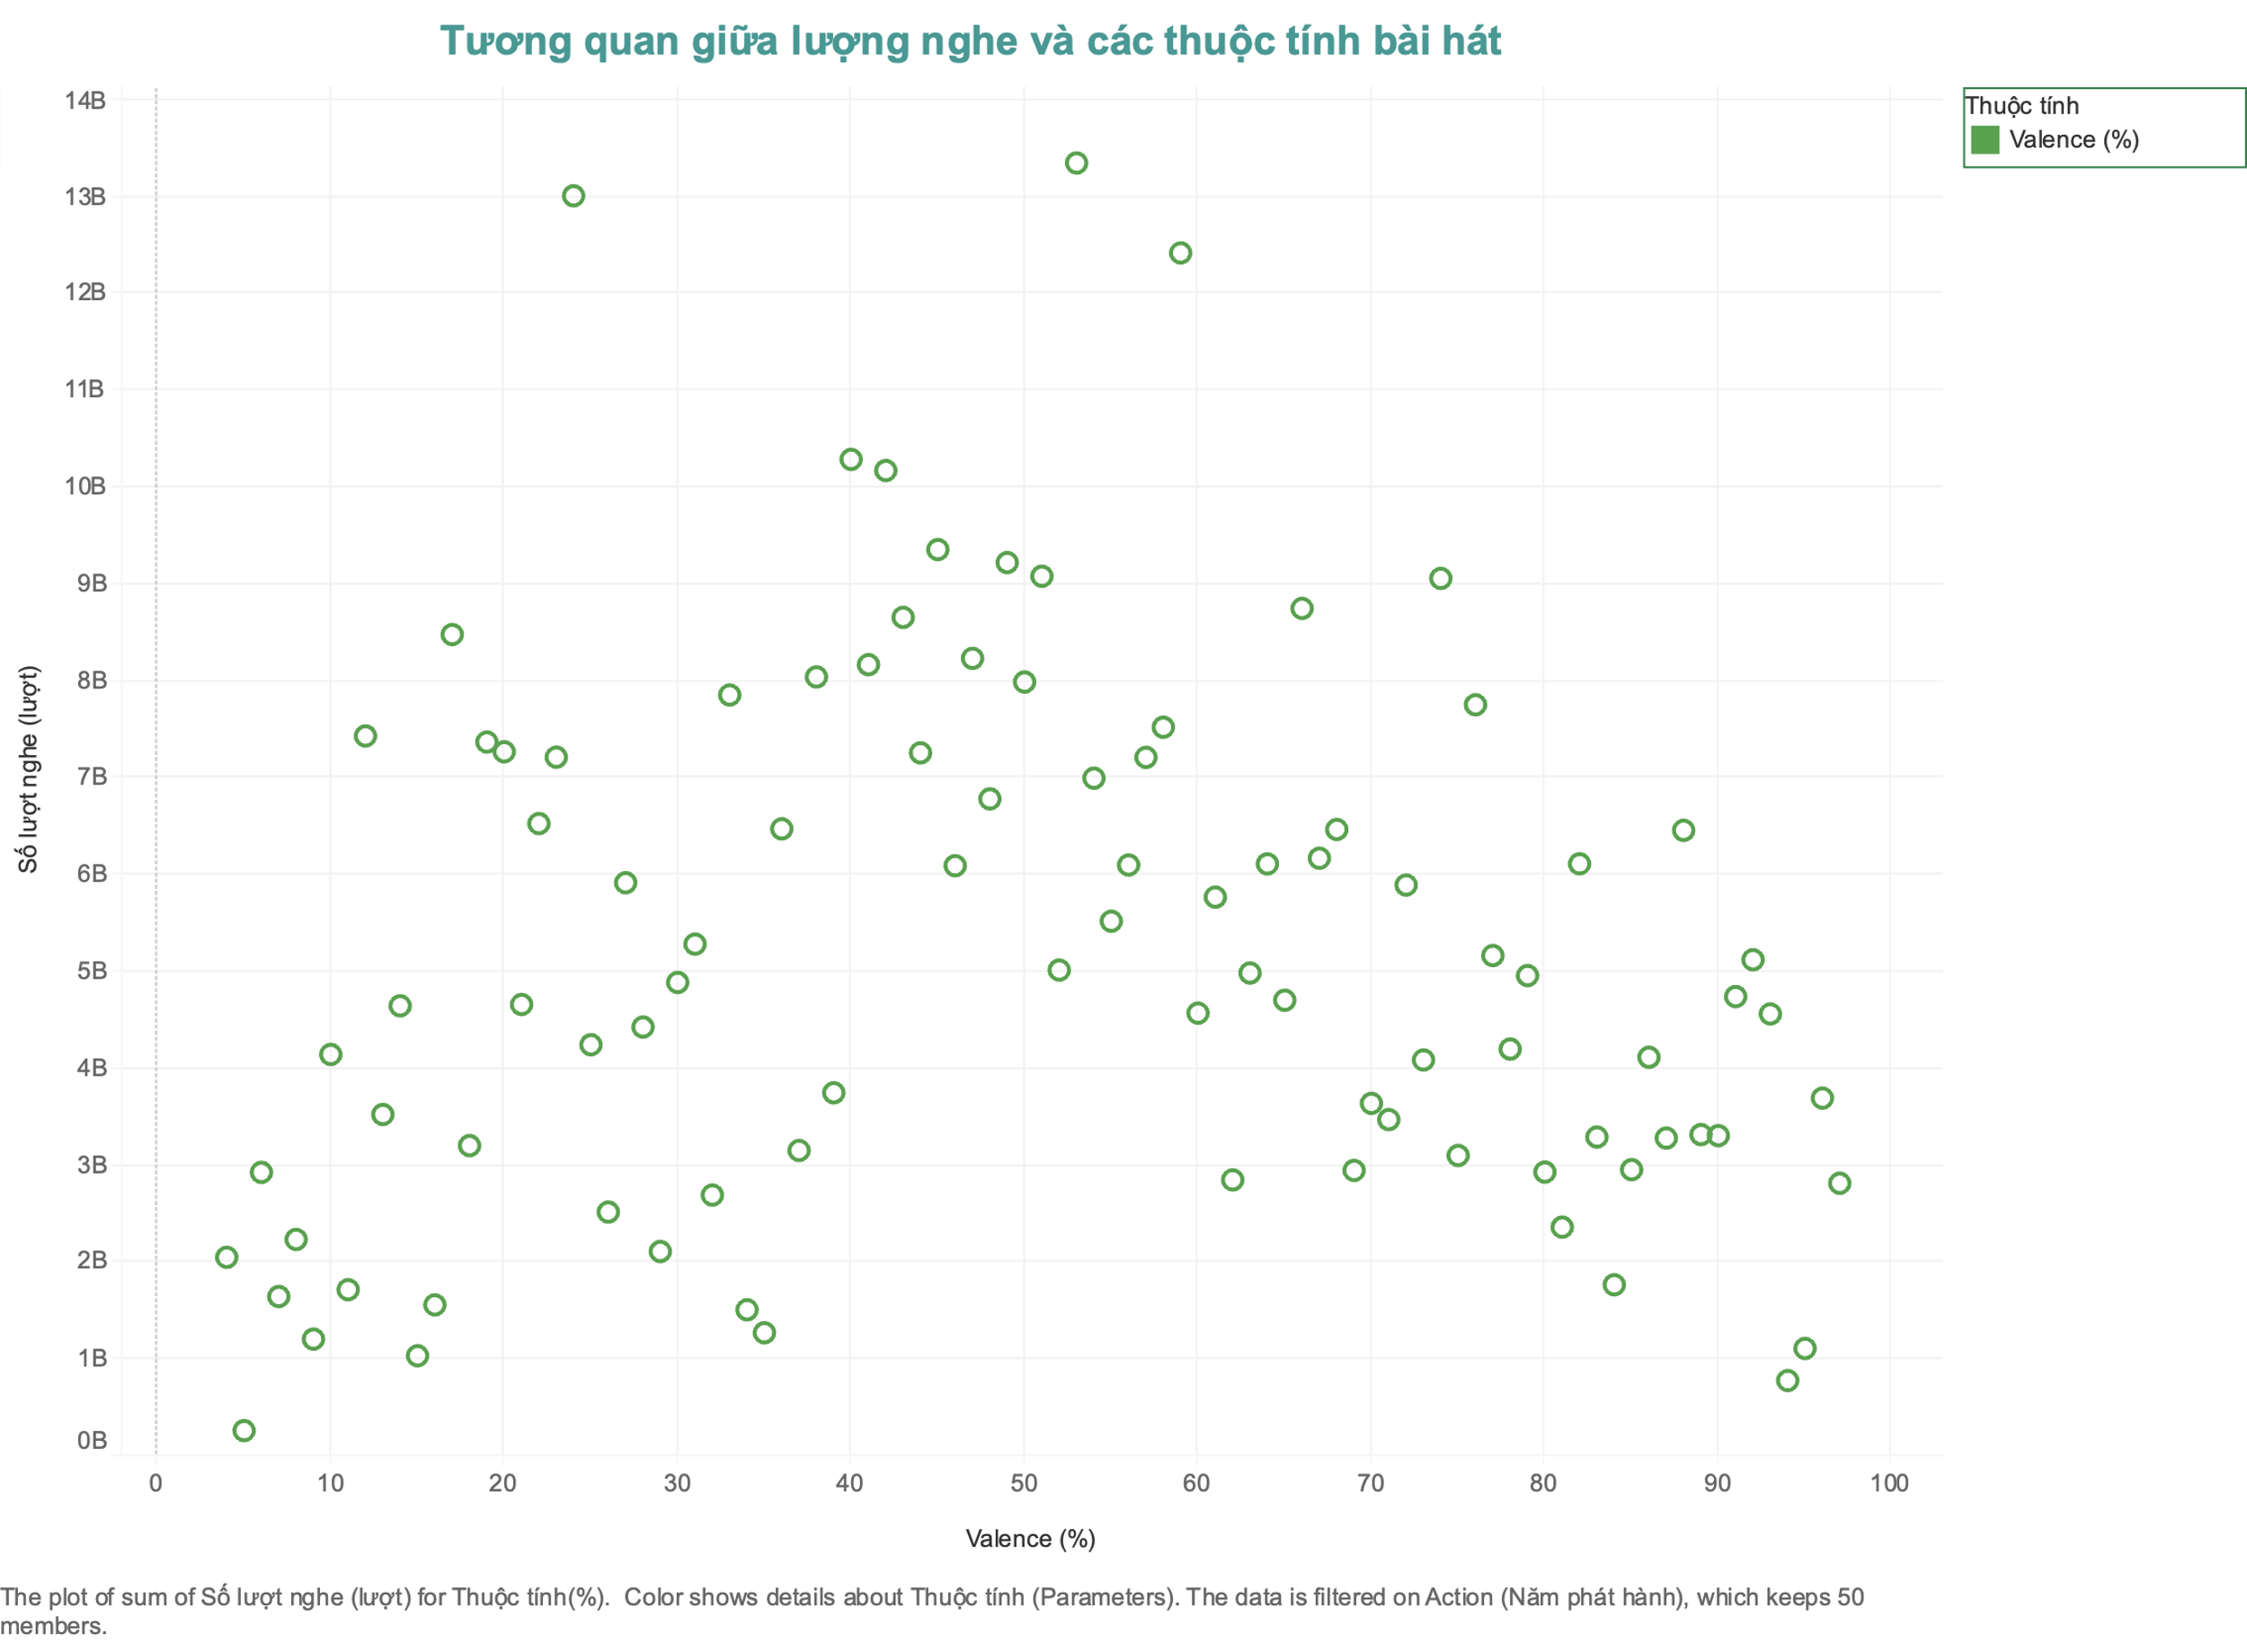 Tương quan giữa lượng nghe và các thuộc tính bài hát
Thuộc tính
Valence (%)
14B
13B
12B
11B
10B
9B
8B
7B
6B
5B
4B
3B
2B
1B
0B
Số lượt nghe (lượt)
0 10 20 30 40 50 60 70 80 90 100
Valence (%)
The plot of sum of Số lượt nghe (lượt) for Thuộc tính(%). Color shows details about Thuộc tính (Parameters). The data is filtered on Action (Năm phát hành), which keeps 50
members.